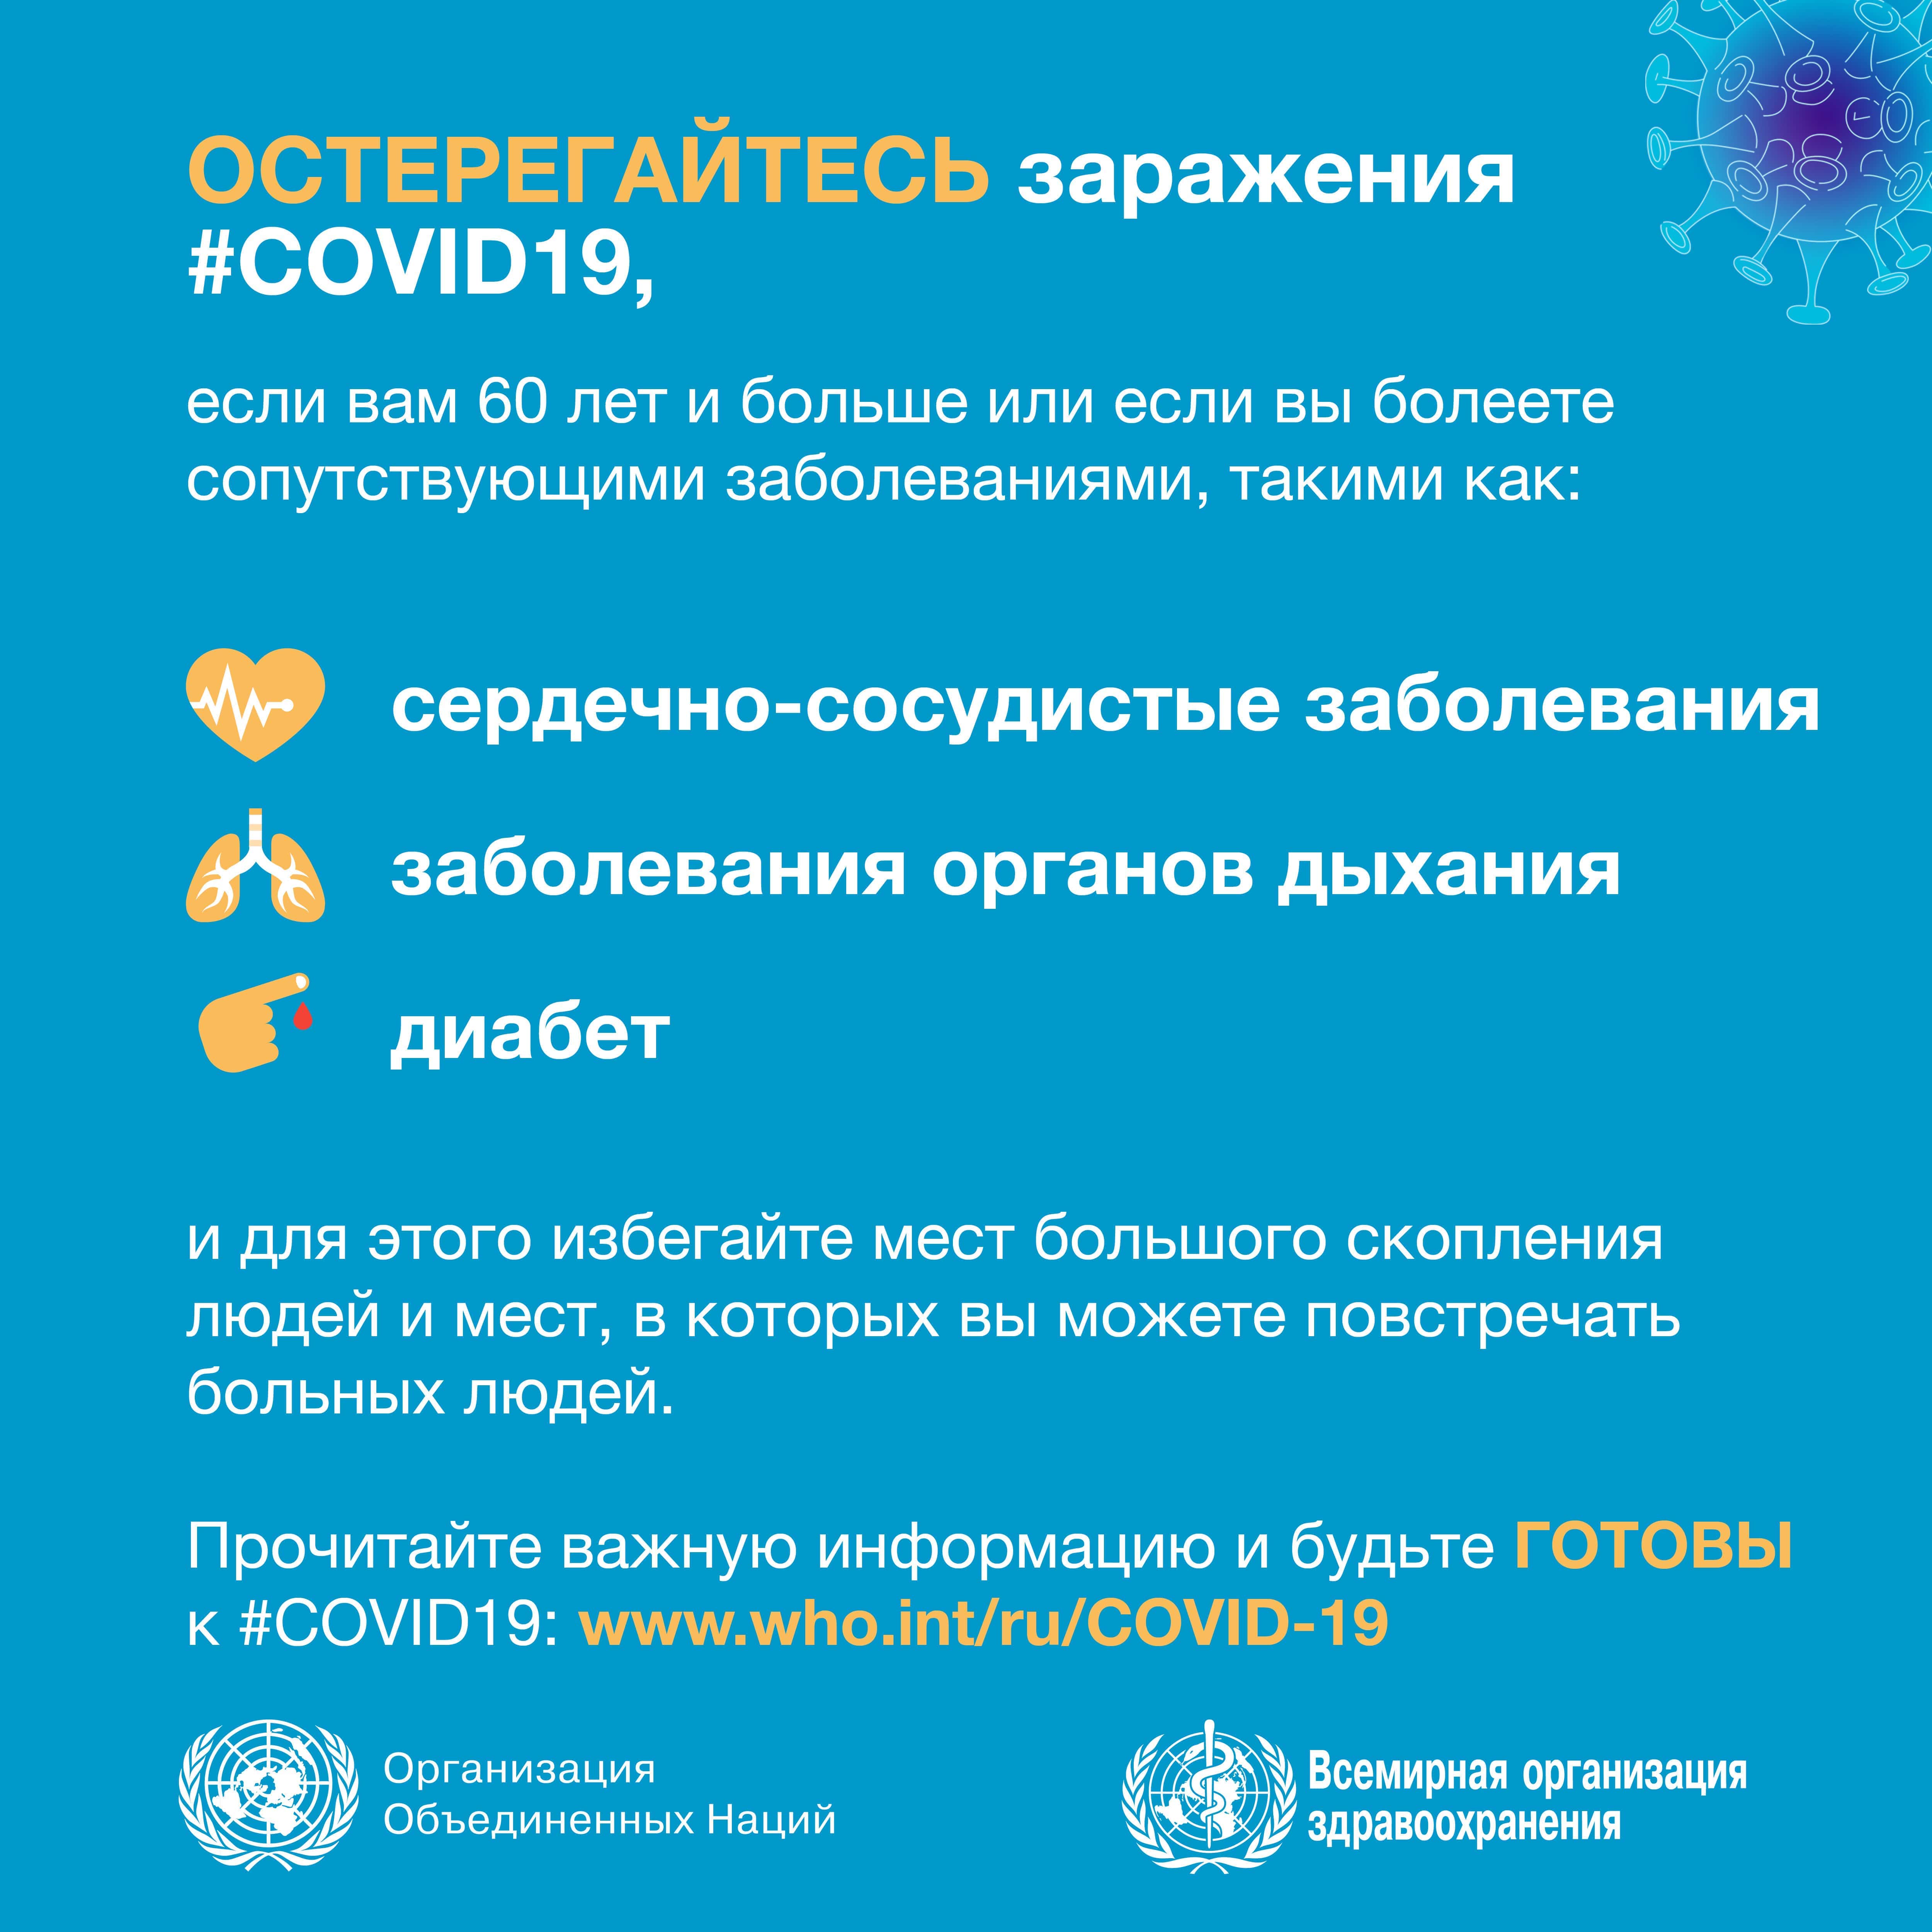 ОСТЕРЕГАЙТЕСЬ заражения
#COVID19,
если вам 60 лет и больше или если вы болеете
сопутствующими заболеваниями, такими как:
сердечно-сосудистые заболевания
заболевания органов дыхания
диабет
и для этого избегайте мест большого скопления
людей и мест, в которых вы можете повстречать
больных людей.
Прочитайте важную информацию и будьте ГОТОВЫ
к #COVID19: www.who.int/ru/COVID-19
Организация
Объединенных Наций
Всемирная организация
здравоохранения